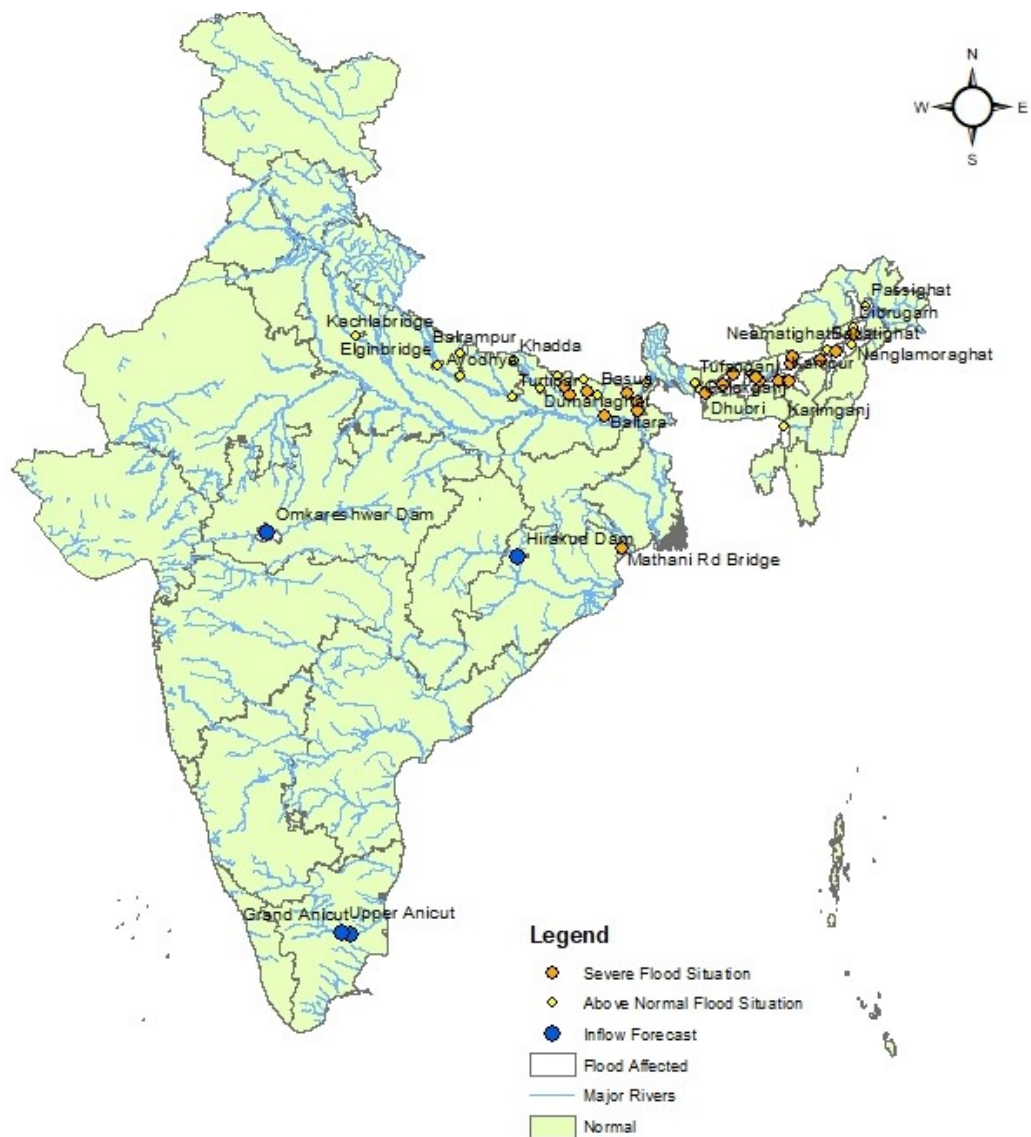 N
W E
S
Passighat
Dibrugarh
Kachlabridge
Neamatighat
Balrampur
Elginbridge
Khadda
Nanglamoraghat
Ayodhya
Tufanganj
Turtipar
Basua
Golokganj
Dumariaghat
Dhubri
Karimganj
Baltara
Omkareshwar Dam
Hirakud Dam
Mathani Rd Bridge
Grand Anicut Upper Anicut
Legend
Severe Flood Situation
Above Normal Flood Situation
Inflow Forecast
Flood Affected
Major Rivers
Normal